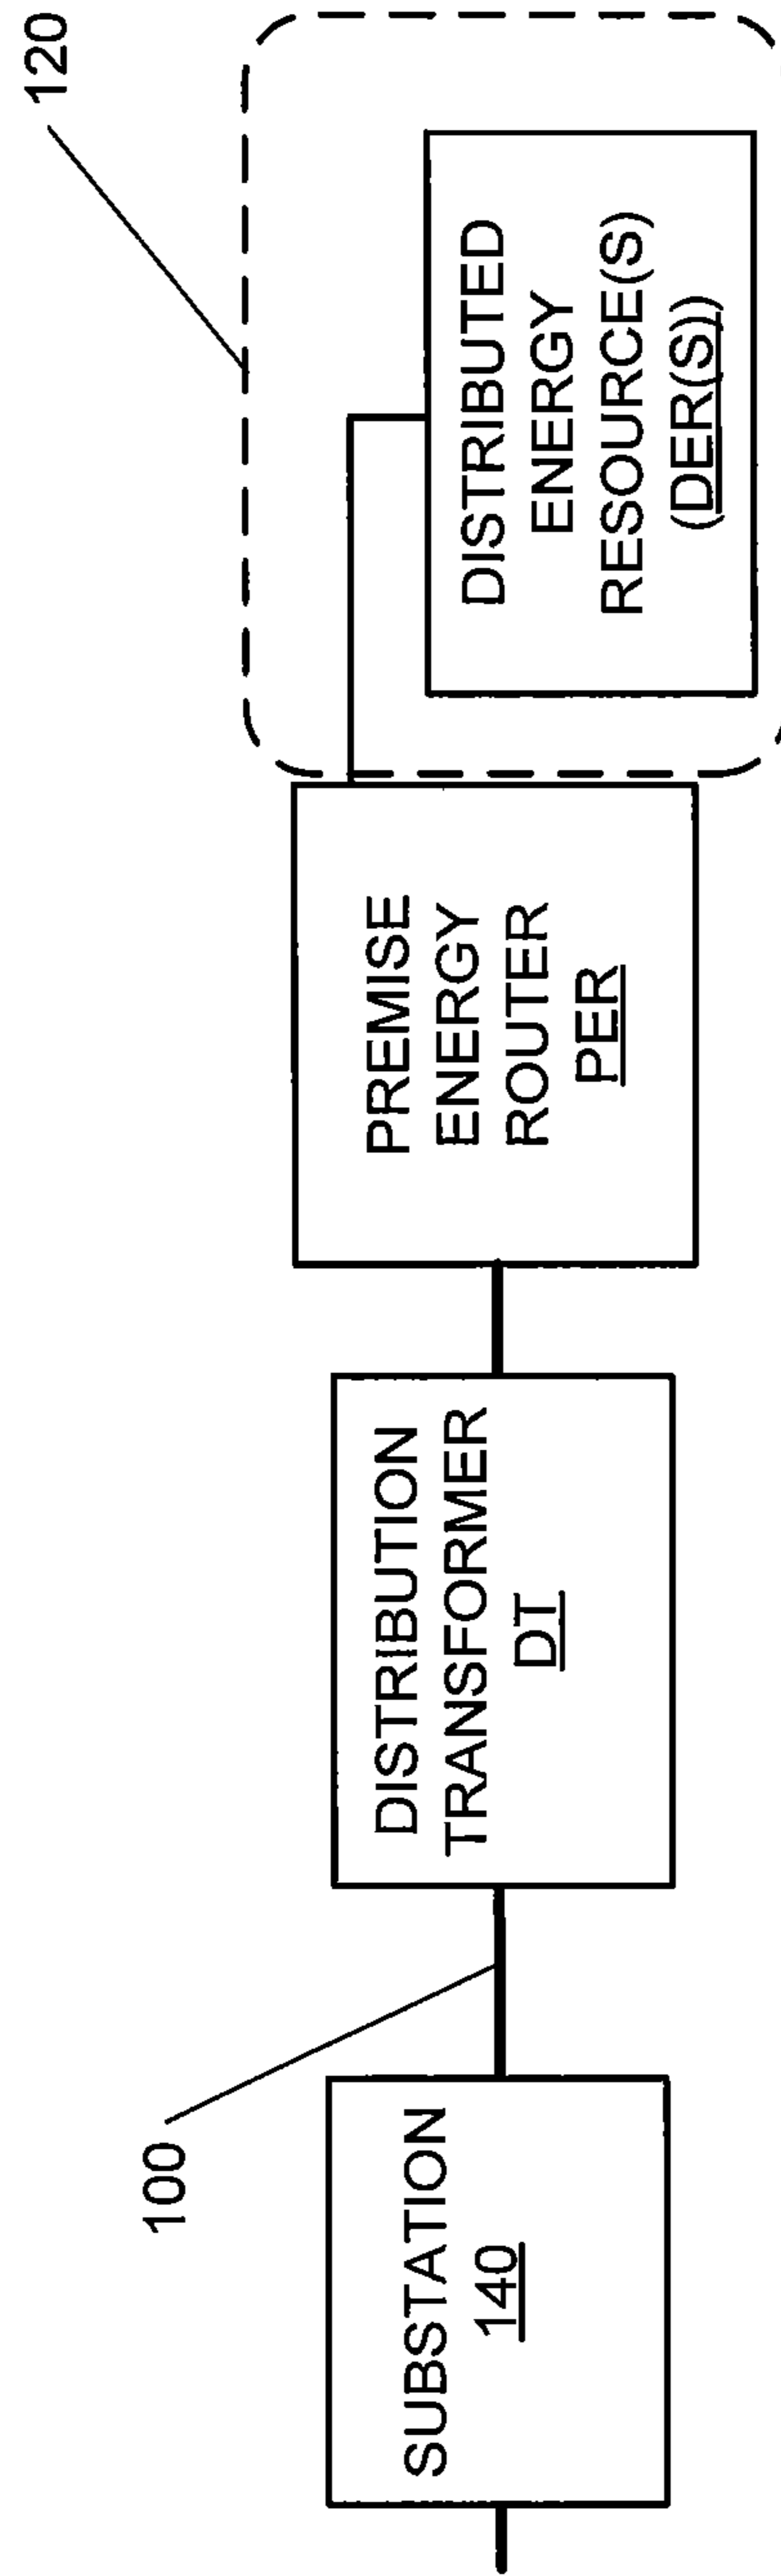 120
100
SUBSTATION
140
DISTRIBUTION
TRANSFORMER
DT
PREMISE
ENERGY
ROUTER
PER
DISTRIBUTED
ENERGY
RESOURCE(S)
(DER(S))